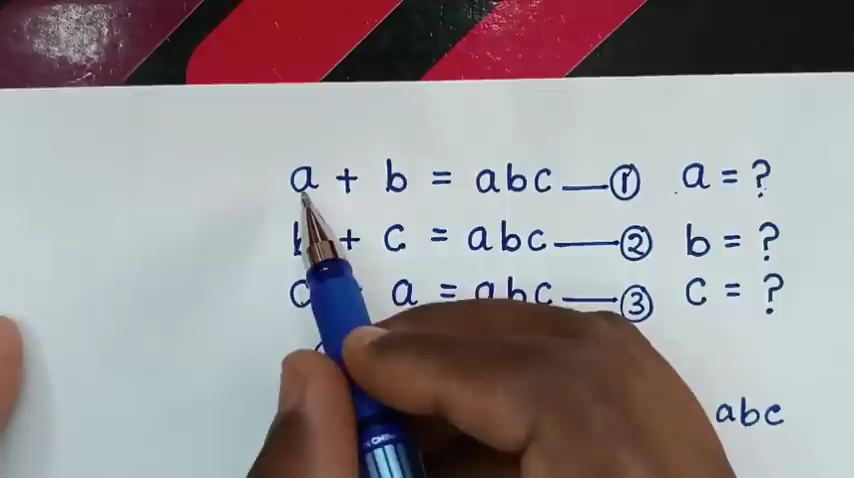 a + b = abc — ① a = ?
b + c = abc — ② b = ?
c a = abc — ③ c = ?
abc